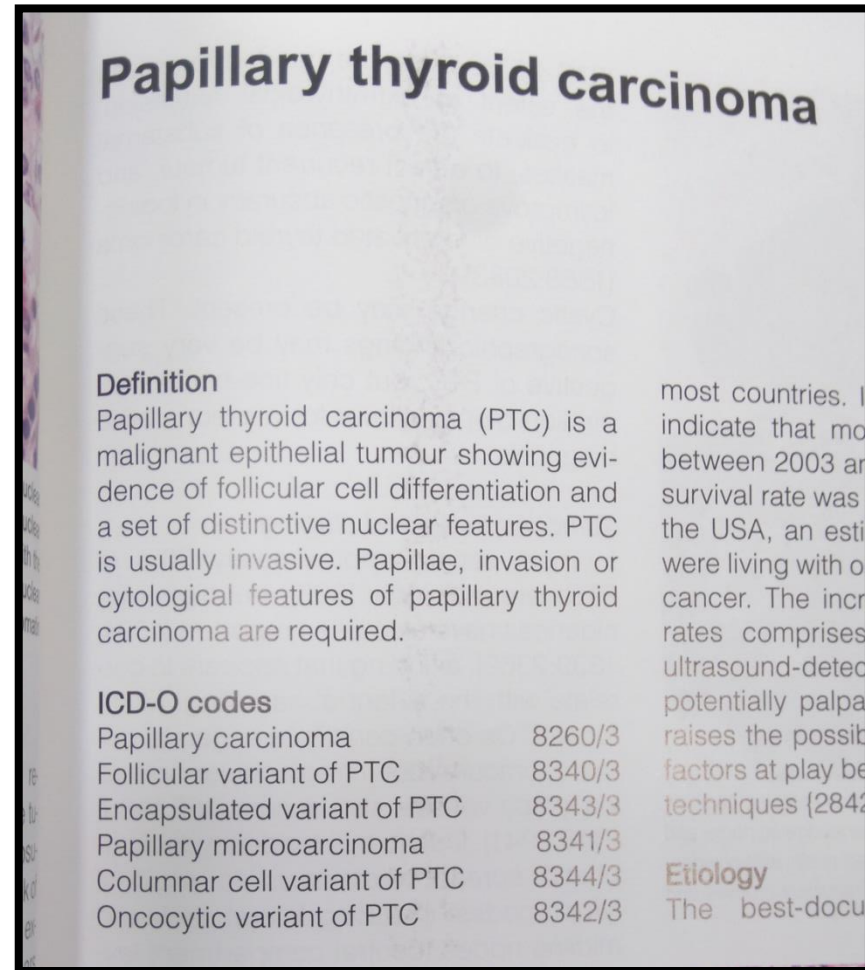 Papillary thyroid carcinoma
Definition
Papillary thyroid carcinoma (PTC) is a
malignant epithelial tumour showing evi-
dence of follicular cell differentiation and
a set of distinctive nuclear features. PTC
is usually invasive. Papillae, invasion or
cytological features of papillary thyroid
carcinoma are required.
ICD-O codes
Papillary carcinoma 8260/3
Follicular variant of PTC 8340/3
Encapsulated variant of PTC 8343/3
Papillary microcarcinoma 8341/3
Columnar cell variant of PTC 8344/3
Oncocytic variant of PTC 8342/3
most countries.
indicate that
between 2003
survival rate was
the USA, an
were living with
cancer. The
rates comprises
raises the
factors at play
techniques {2842
Etiology
The